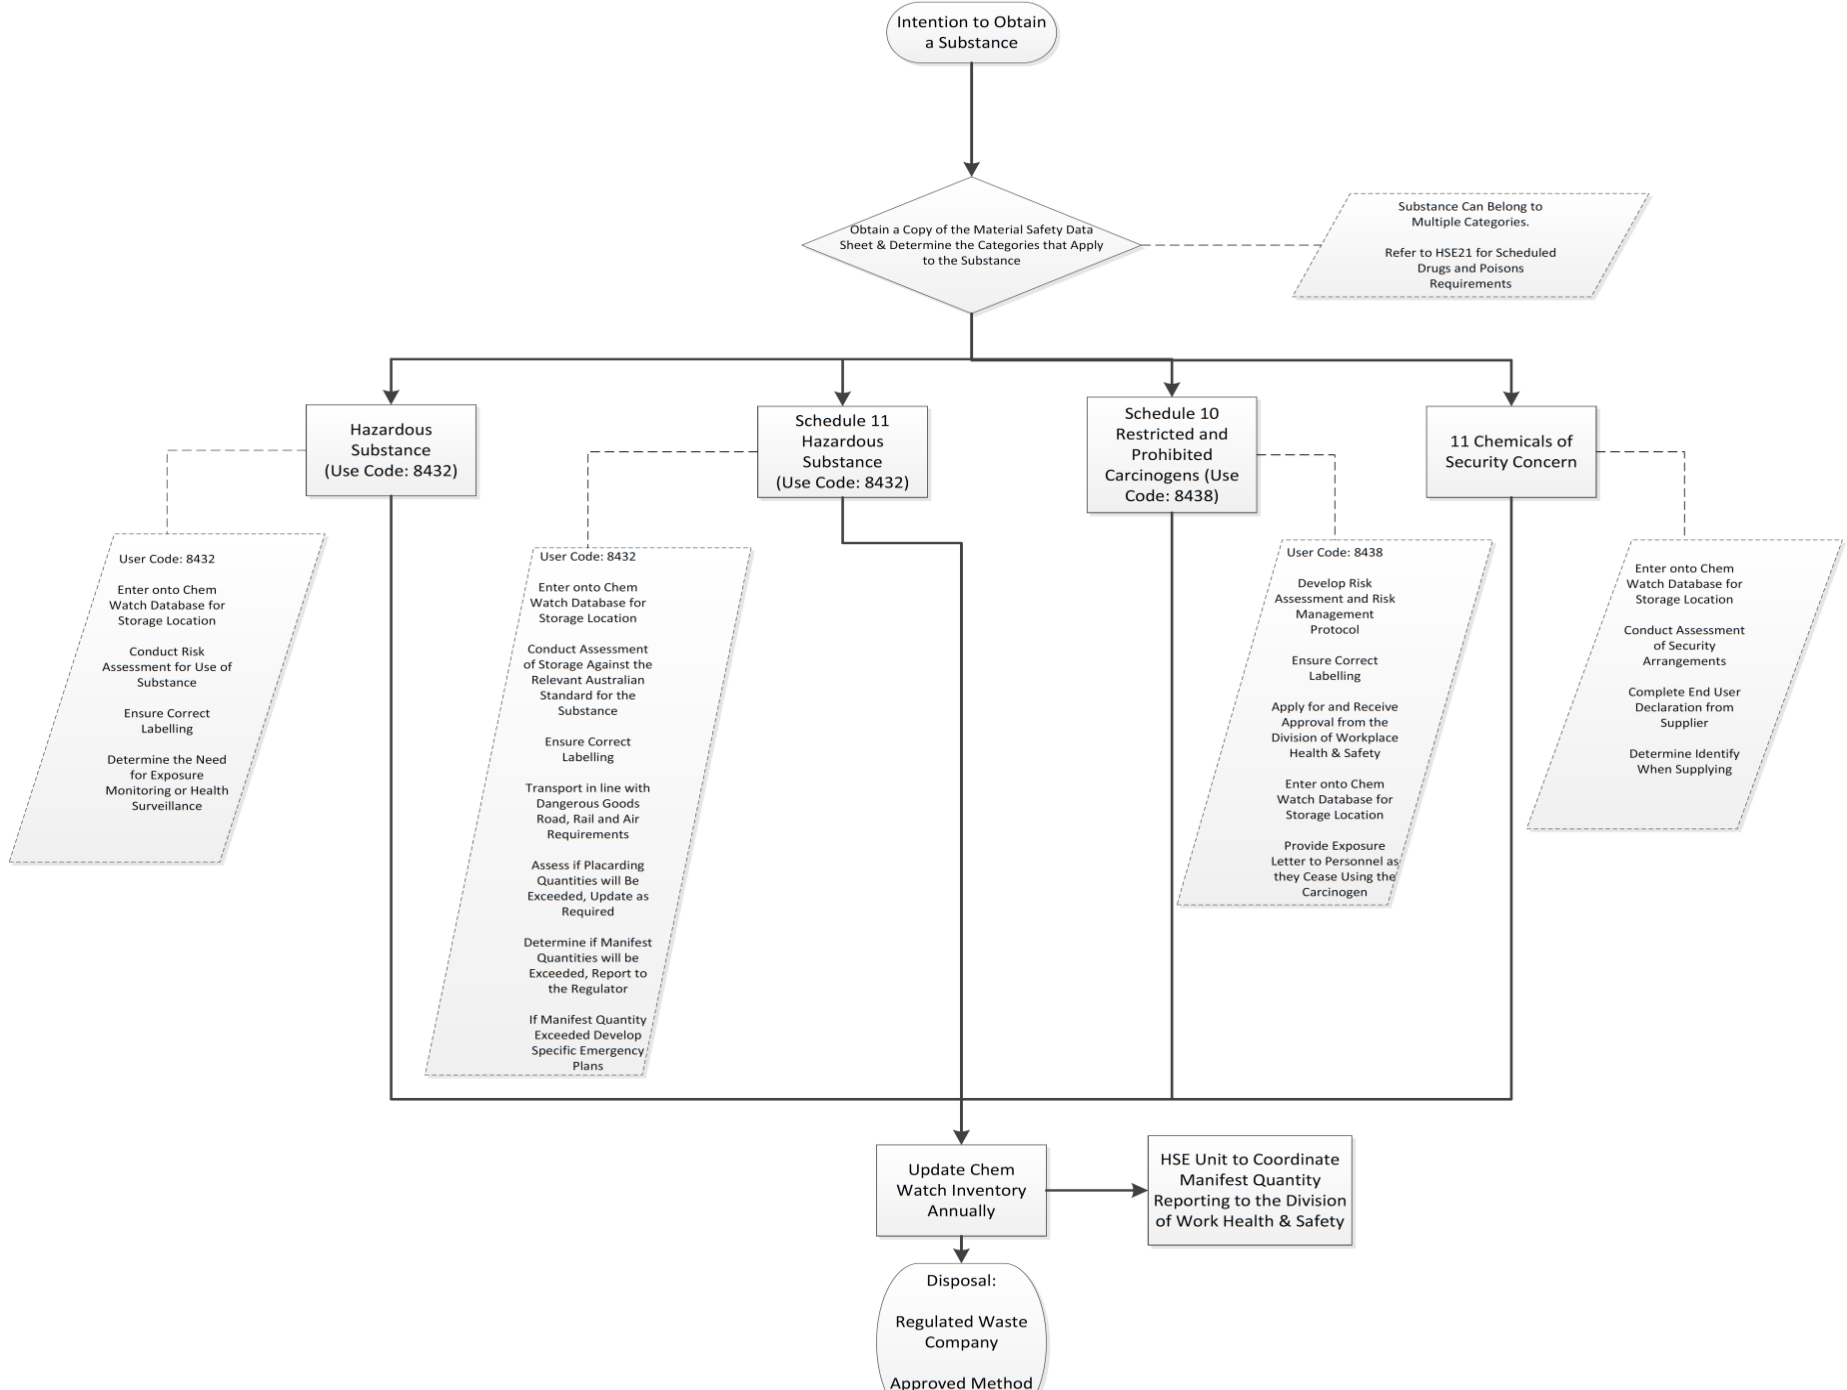 Intention to Obtain
a Substance
Obtain a Copy of the Material Safety Data
Sheet & Determine the Categories that Apply
to the Substance
Substance Can Belong to
Multiple Categories.
Refer to HSE21 for Scheduled
Drugs and Poisons
Requirements
Hazardous
Substance
(Use Code: 8432)
Schedule 11
Hazardous
Substance
(Use Code: 8432)
Schedule 10
Restricted and
Prohibited
Carcinogens (Use
Code: 8438)
11 Chemicals of
Security Concern
User Code: 8432
Enter onto Chem
Watch Database for
Storage Location
Conduct Risk
Assessment for Use of
Substance
Ensure Correct
Labelling
Determine the Need
for Exposure
Monitoring or Health
Surveillance
User Code: 8432
Enter onto Chem
Watch Database for
Storage Location
Conduct Assessment
of Storage Against the
Relevant Australian
Standard for the
Substance
Ensure Correct
Labelling
Transport in line with
Dangerous Goods
Road, Rail and Air
Requirements
Assess if Placarding
Quantities will Be
Exceeded, Update as
Required
Determine if Manifest
Quantities will be
Exceeded, Report to
the Regulator
If Manifest Quantity
Exceeded Develop
Specific Emergency
Plans
User Code: 8438
Develop Risk
Assessment and Risk
Management
Protocol
Ensure Correct
Labelling
Apply for and Receive
Approval from the
Division of Workplace
Health & Safety
Enter onto Chem
Watch Database for
Storage Location
Provide Exposure
Letter to Personnel as
they Cease Using the
Carcinogen
Enter onto Chem
Watch Database for
Storage Location
Conduct Assessment
of Security
Arrangements
Complete End User
Declaration from
Supplier
Determine Identify
When Supplying
Update Chem
Watch Inventory
Annually
HSE Unit to Coordinate
Manifest Quantity
Reporting to the Division
of Work Health & Safety
Disposal:
Regulated Waste
Company
Approved Method